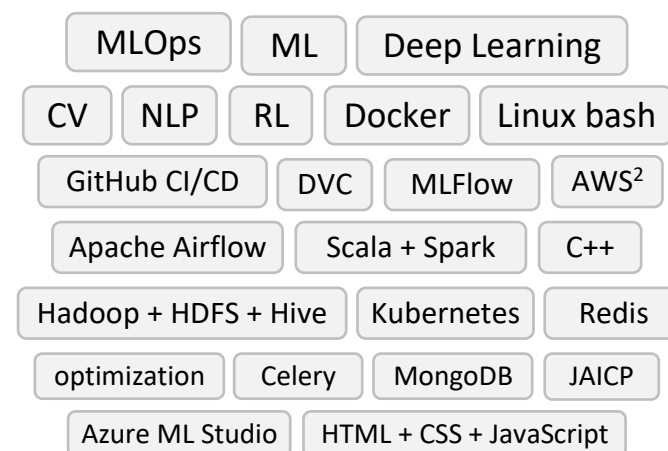 MLOps ML Deep Learning
CV NLP RL Docker Linux bash
GitHub CI/CD DVC MLFlow AWS²
Apache Airflow Scala + Spark C++
Hadoop + HDFS + Hive Kubernetes Redis
optimization Celery MongoDB JAICP
Azure ML Studio HTML + CSS + JavaScript